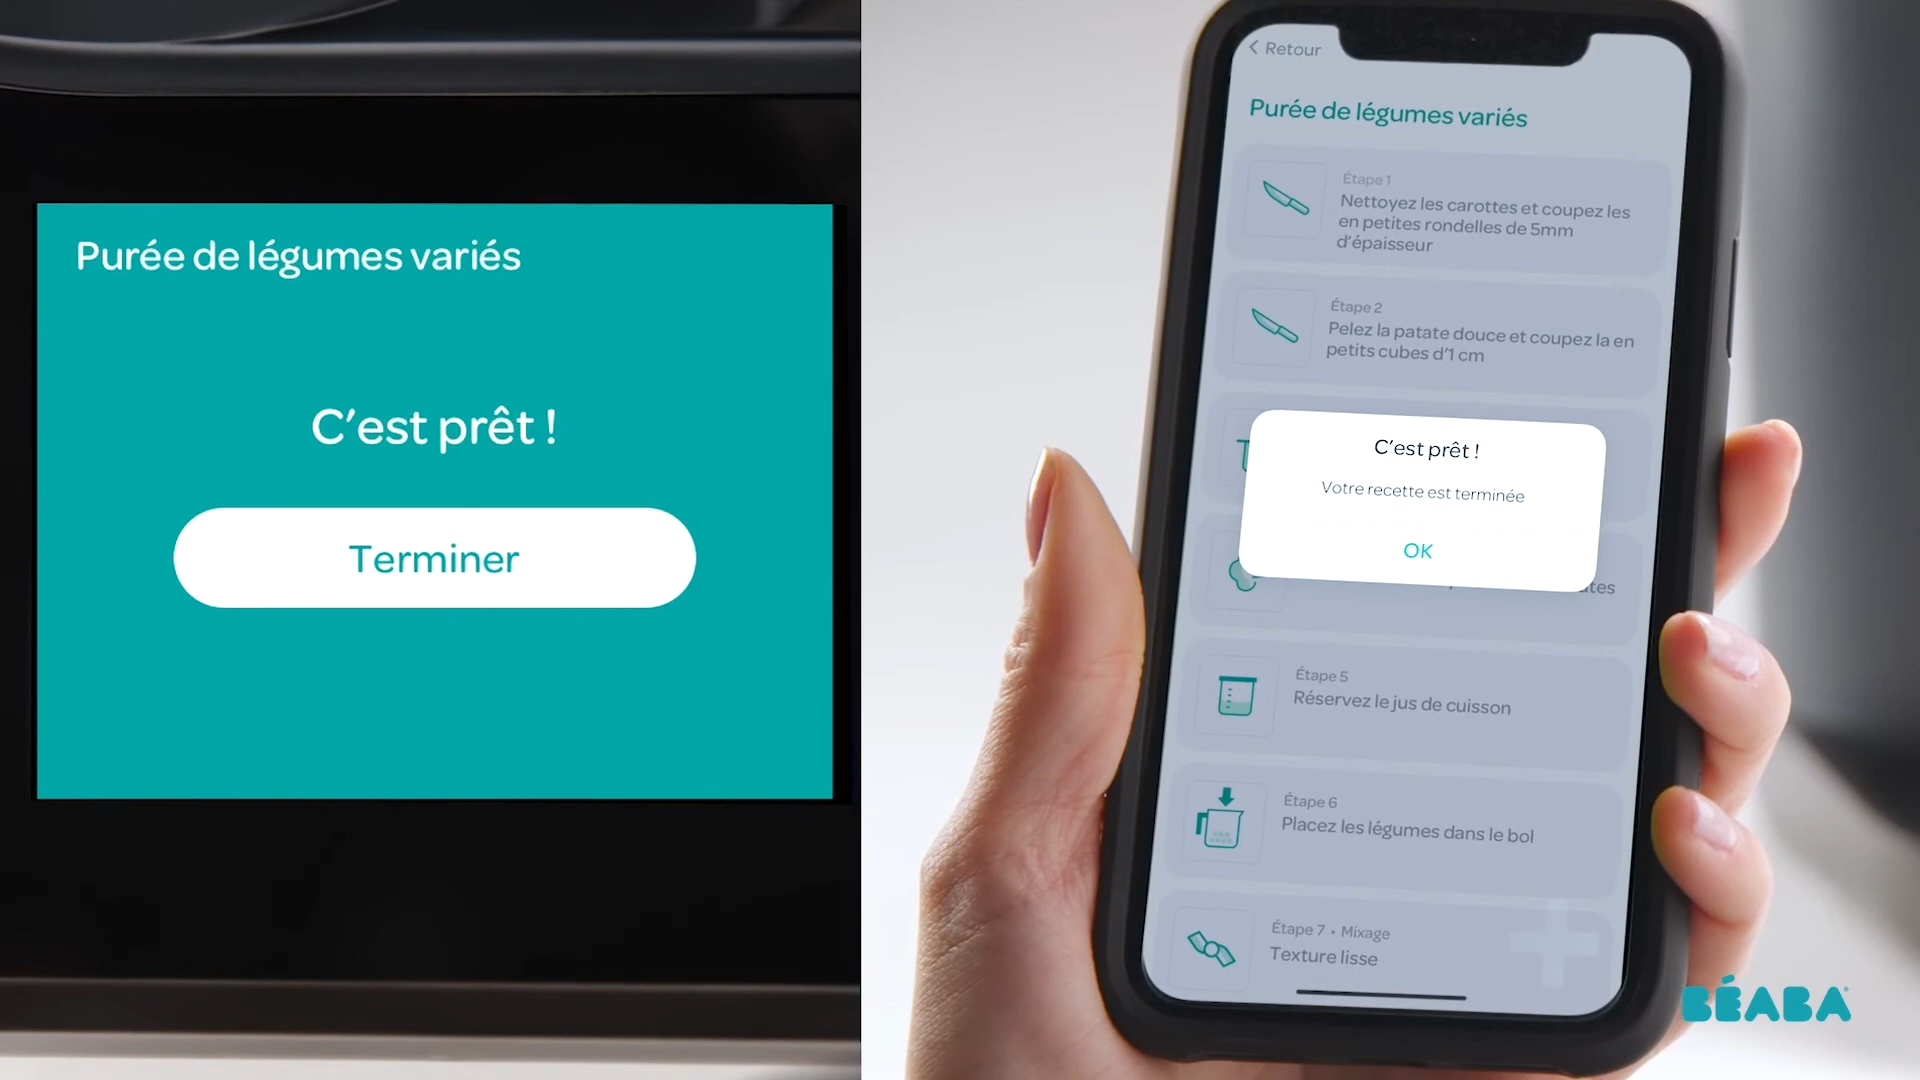 Purée de légumes variés
C'est prêt !
Terminer
Retour
Purée de légumes variés
Étape 1
Nettoyez les carottes et coupez les
en petites rondelles de 5mm
d'épaisseur
Étape 2
Pelez la patate douce et coupez la en
petits cubes d'1 cm
C'est prêt !
Votre recette est terminée
OK
Étape 5
Réservez le jus de cuisson
Étape 6
Placez les légumes dans le bol
Étape 7 • Mixage
Texture lisse
BÉABA